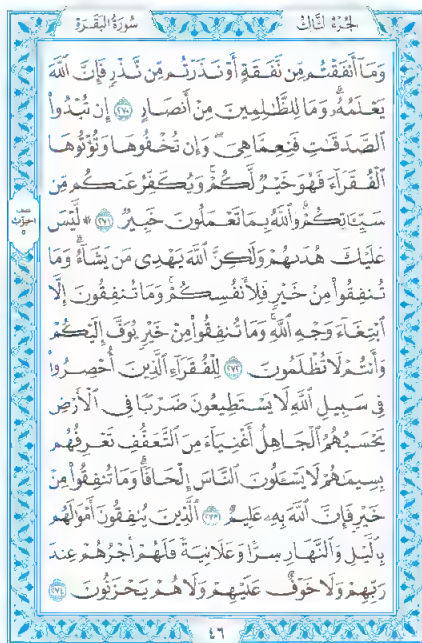 الجزء الثالث
سورة البقرة
وَمَآ أَنفَقْتُم مِّن نَّفَقَةٍ أَوْ نَذَرْتُم مِّن نَّذْرٍ فَإِنَّ ٱللَّهَ
يَعْلَمُهُۥ وَمَا لِلظَّٰلِمِينَ مِنْ أَنصَارٍ ٢٧٠ إِن تُبْدُوا۟
ٱلصَّدَقَٰتِ فَنِعِمَّا هِىَ وَإِن تُخْفُوهَا وَتُؤْتُوهَا
ٱلْفُقَرَآءَ فَهُوَ خَيْرٌ لَّكُمْ وَيُكَفِّرُ عَنكُم مِّن
سَيِّـَٔاتِكُمْ وَٱللَّهُ بِمَا تَعْمَلُونَ خَبِيرٌ ٢٧١ ۞ لَّيْسَ
عَلَيْكَ هُدَىٰهُمْ وَلَٰكِنَّ ٱللَّهَ يَهْدِى مَن يَشَآءُ وَمَا
تُنفِقُوا۟ مِنْ خَيْرٍ فَلِأَنفُسِكُمْ وَمَا تُنفِقُونَ إِلَّا
ٱبْتِغَآءَ وَجْهِ ٱللَّهِ وَمَا تُنفِقُوا۟ مِنْ خَيْرٍ يُوَفَّ إِلَيْكُمْ
وَأَنتُمْ لَا تُظْلَمُونَ ٢٧٢ لِلْفُقَرَآءِ ٱلَّذِينَ أُحْصِرُوا۟
فِى سَبِيلِ ٱللَّهِ لَا يَسْتَطِيعُونَ ضَرْبًا فِى ٱلْأَرْضِ
يَحْسَبُهُمُ ٱلْجَاهِلُ أَغْنِيَآءَ مِنَ ٱلتَّعَفُّفِ تَعْرِفُهُم
بِسِيمَٰهُمْ لَا يَسْـَٔلُونَ ٱلنَّاسَ إِلْحَافًا وَمَا تُنفِقُوا۟ مِنْ
خَيْرٍ فَإِنَّ ٱللَّهَ بِهِۦ عَلِيمٌ ٢٧٣ ٱلَّذِينَ يُنفِقُونَ أَمْوَٰلَهُم
بِٱلَّيْلِ وَٱلنَّهَارِ سِرًّا وَعَلَانِيَةً فَلَهُمْ أَجْرُهُمْ عِندَ
رَبِّهِمْ وَلَا خَوْفٌ عَلَيْهِمْ وَلَا هُمْ يَحْزَنُونَ ٢٧٤
نصف
الحزب
٥
٤٦